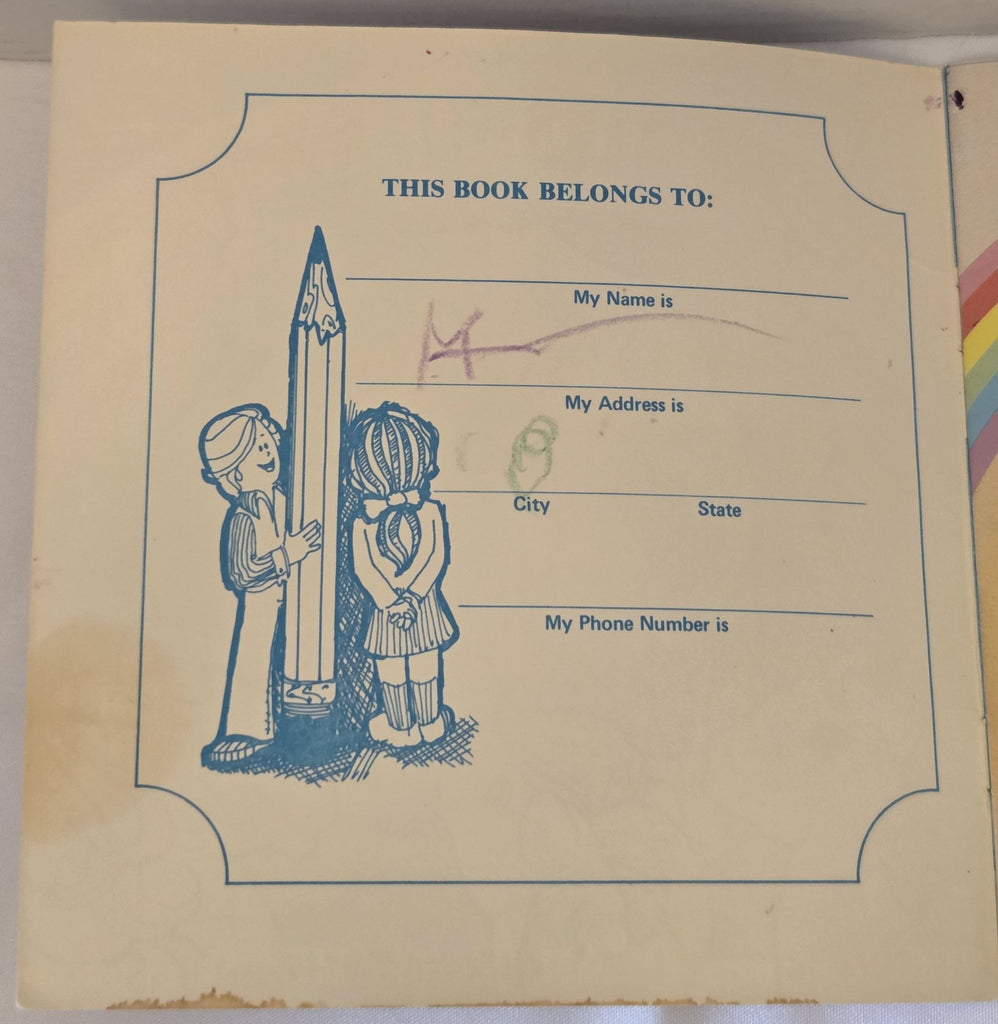 THIS BOOK BELONGS TO:
My Name is
My Address is
City State
My Phone Number is